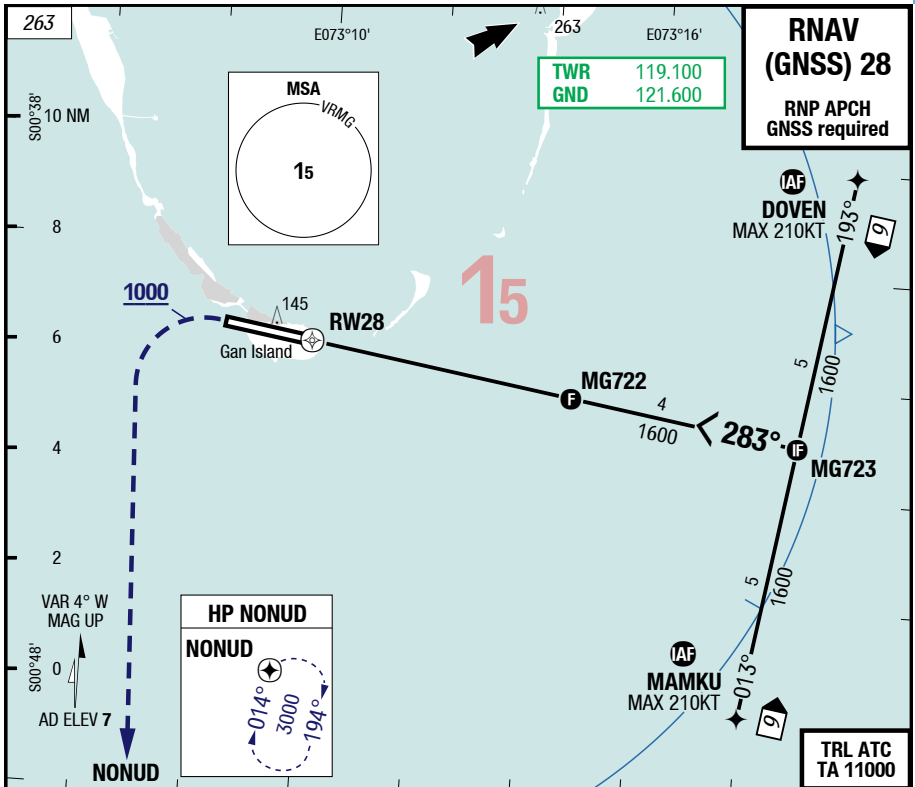 263
E073°10'
263
E073°16'
RNAV
(GNSS) 28
RNP APCH
GNSS required
TWR 119.100
GND 121.600
S00°38'
10 NM
MSA
VRMG
15
IAF
DOVEN
MAX 210KT
193°
9
8
15
1000
145
RW28
6
Gan Island
MG722
F
4
1600
283°
IF
MG723
5
1600
4
2
5
1600
VAR 4° W
MAG UP
HP NONUD
NONUD
014°
3000
194°
S00°48'
0
IAF
MAMKU
MAX 210KT
013°
9
AD ELEV 7
NONUD
TRL ATC
TA 11000